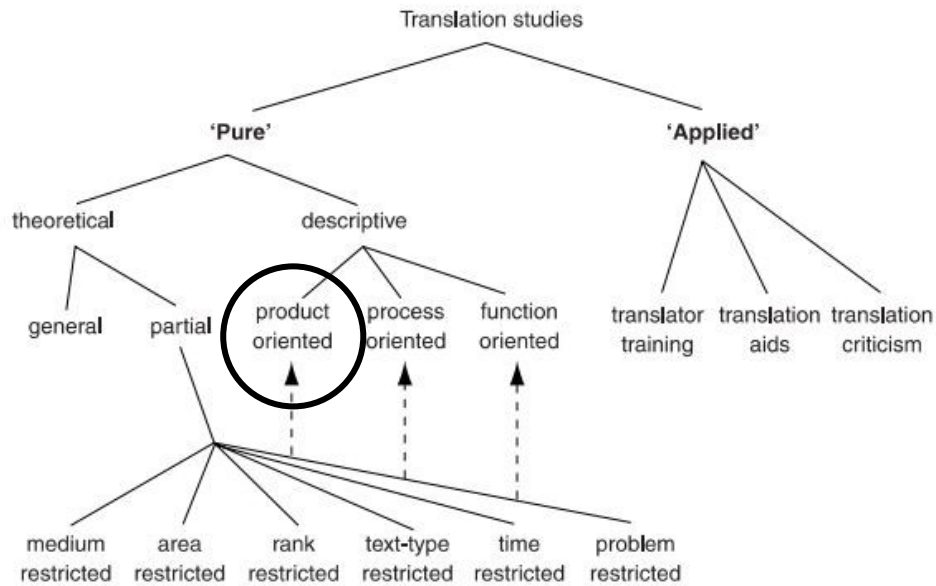 Translation studies
'Pure'
'Applied'
theoretical
descriptive
general
partial
product
oriented
process
oriented
function
oriented
translator
training
translation
aids
translation
criticism
medium
restricted
area
restricted
rank
restricted
text-type
restricted
time
restricted
problem
restricted